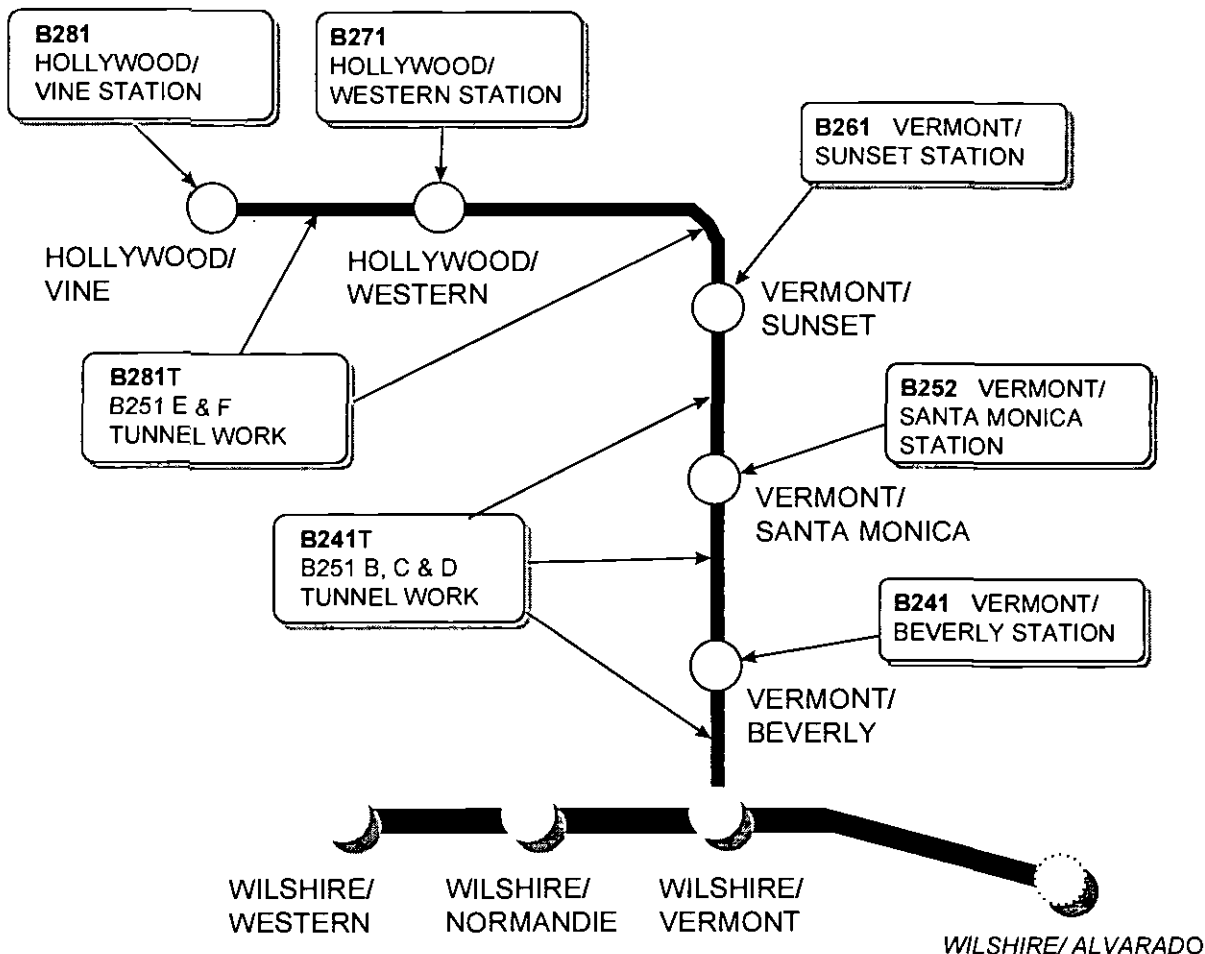 B281
HOLLYWOOD/
VINE STATION
B271
HOLLYWOOD/
WESTERN STATION
B261 VERMONT/
SUNSET STATION
HOLLYWOOD/
VINE
HOLLYWOOD/
WESTERN
VERMONT/
SUNSET
B281T
B251 E & F
TUNNEL WORK
B252 VERMONT/
SANTA MONICA
STATION
VERMONT/
SANTA MONICA
B241T
B251 B, C & D
TUNNEL WORK
B241 VERMONT/
BEVERLY STATION
VERMONT/
BEVERLY
WILSHIRE/
WESTERN
WILSHIRE/
NORMANDIE
WILSHIRE/
VERMONT
WILSHIRE/ ALVARADO